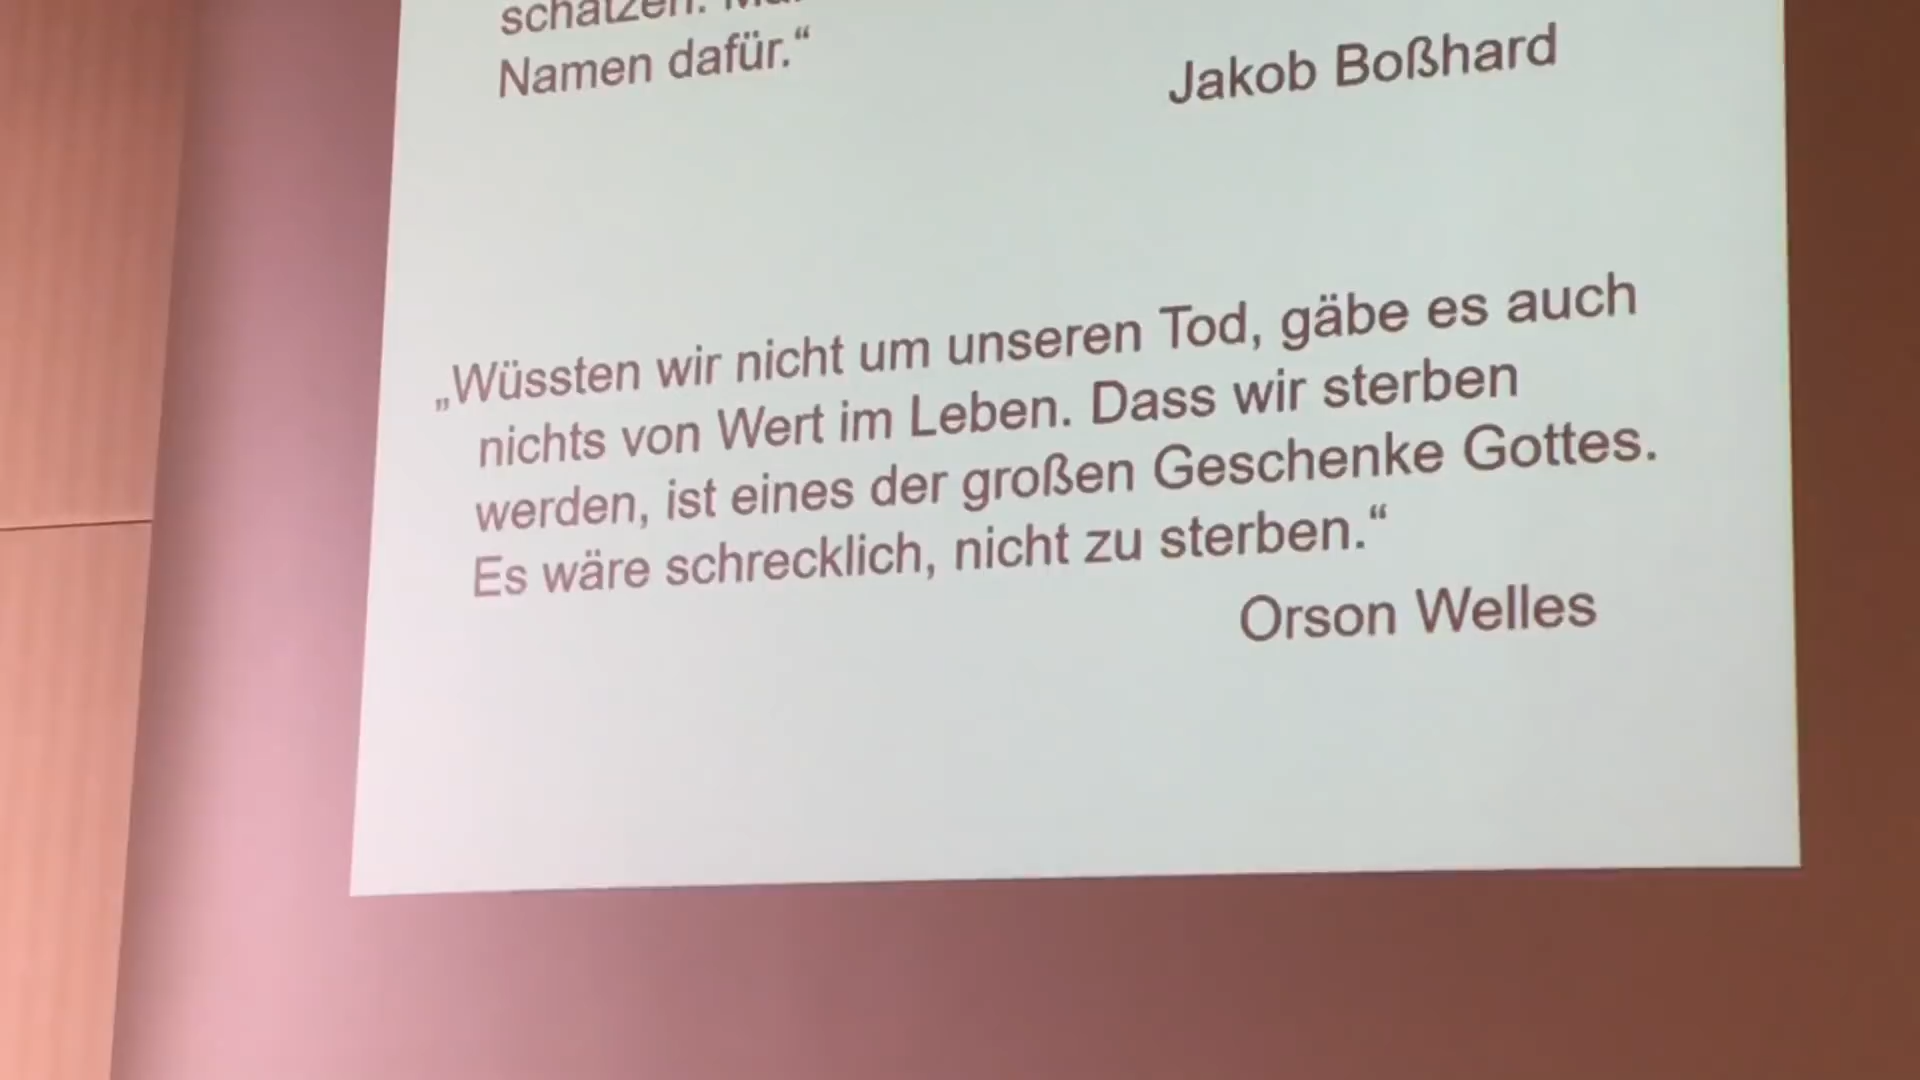 schätzen.
Namen dafür.“
Jakob Boßhard
„Wüssten wir nicht um unseren Tod, gäbe es auch
nichts von Wert im Leben. Dass wir sterben
werden, ist eines der großen Geschenke Gottes.
Es wäre schrecklich, nicht zu sterben.“
Orson Welles